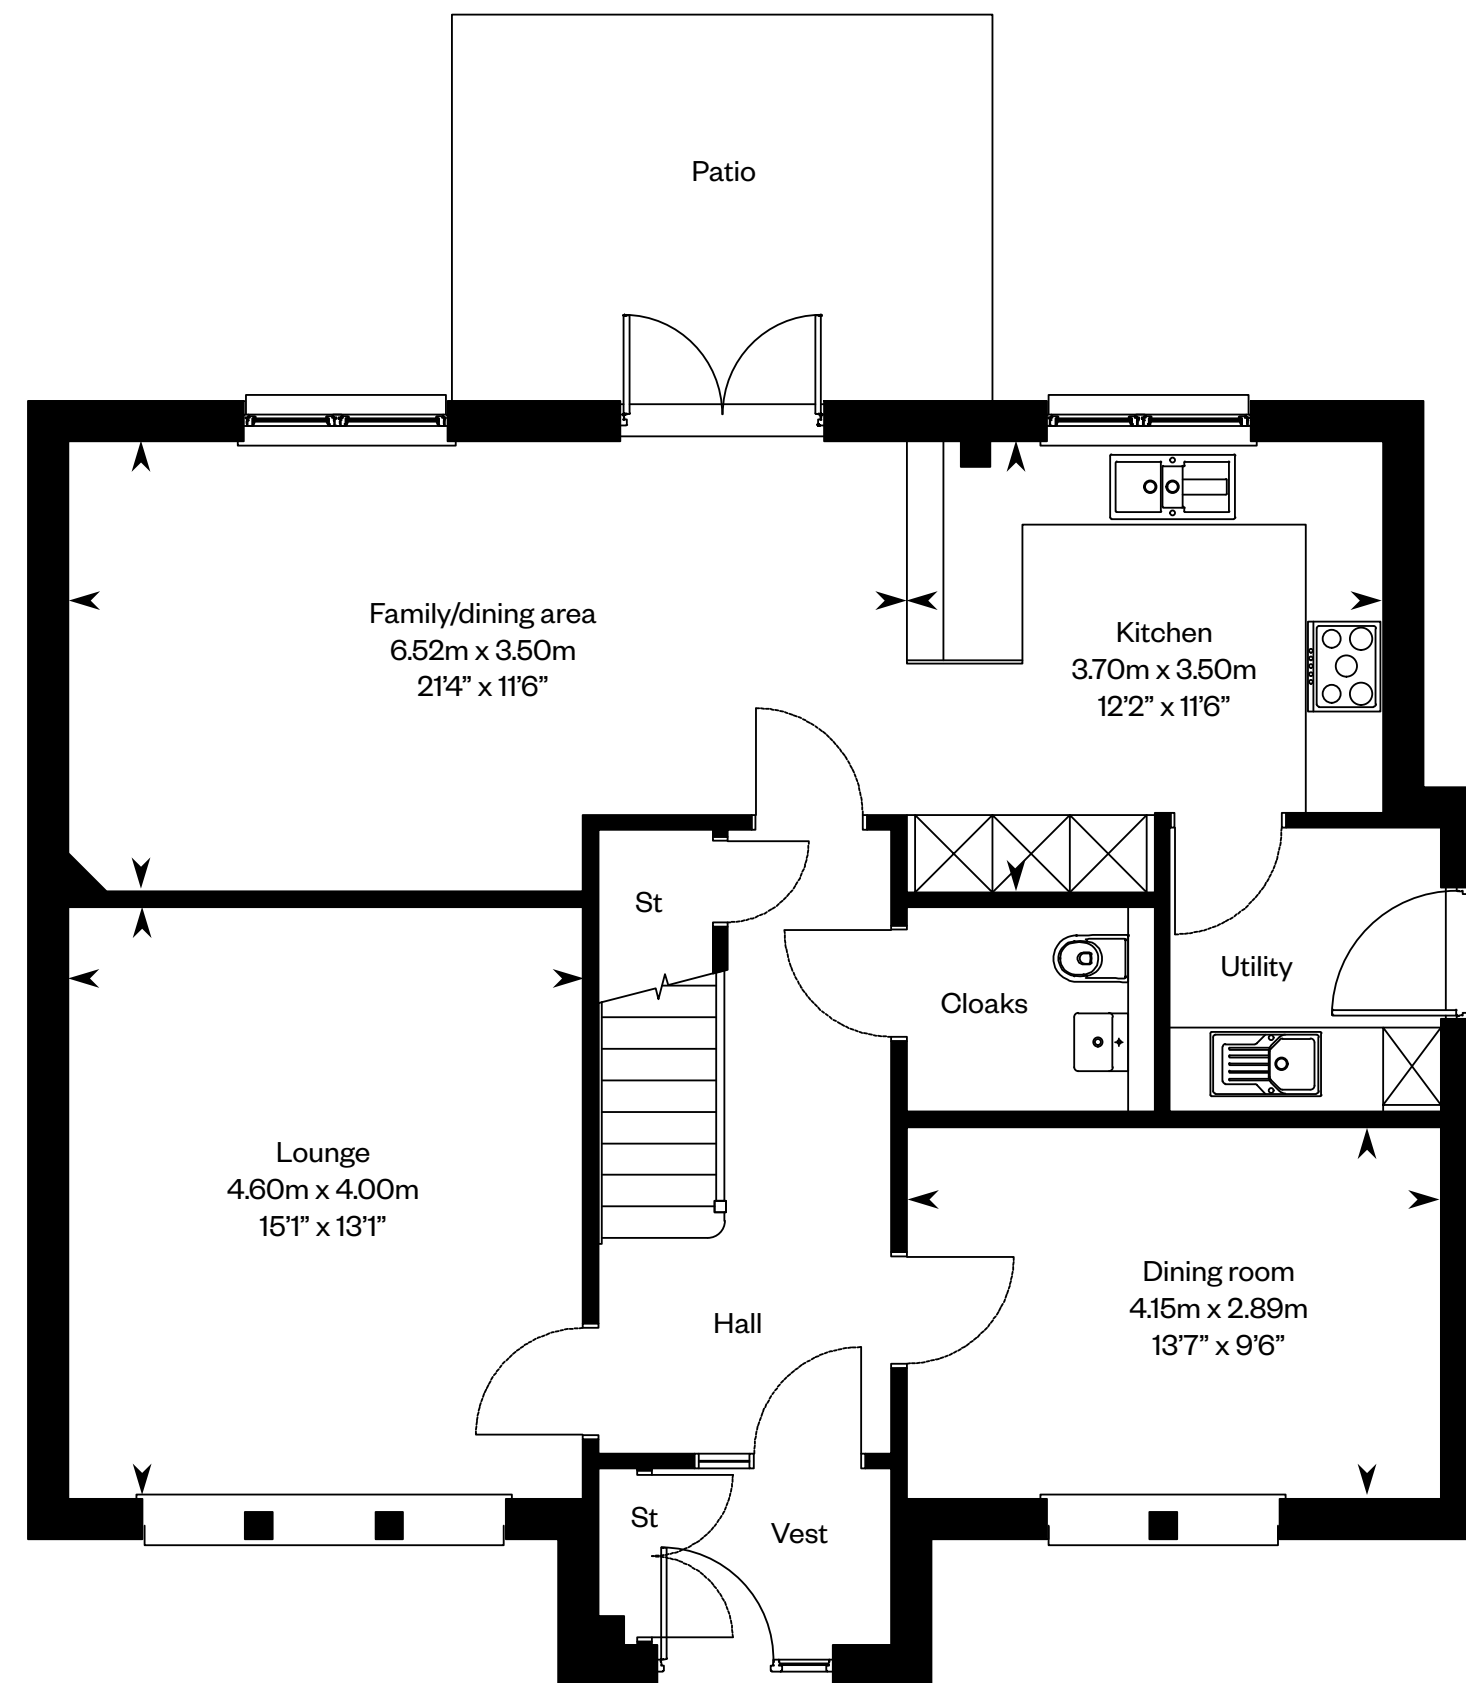 Patio
Family/dining area
6.52m x 3.50m
21’4” x 11’6”
Kitchen
3.70m x 3.50m
12’2” x 11’6”
St
Utility
Cloaks
Lounge
4.60m x 4.00m
15’1” x 13’1”
Dining room
4.15m x 2.89m
13’7” x 9’6”
Hall
St
Vest